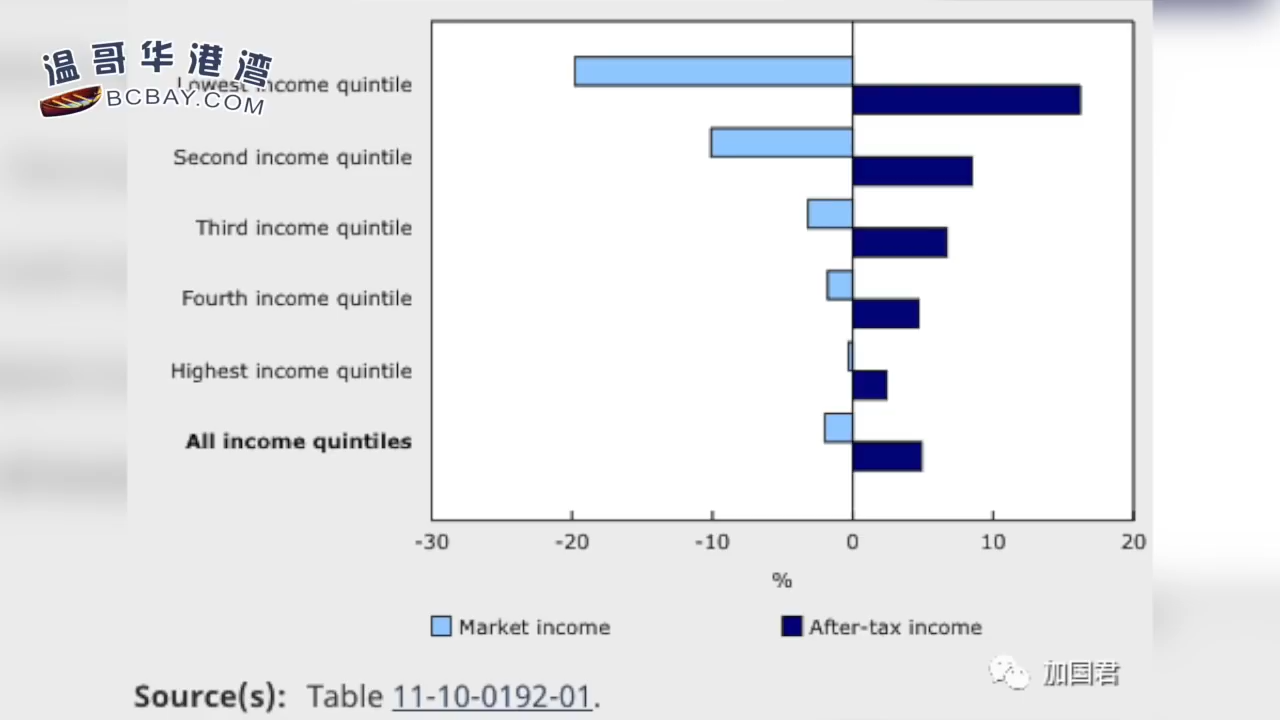 温哥华港湾
BCBAY.COM
Lowest income quintile
Second income quintile
Third income quintile
Fourth income quintile
Highest income quintile
All income quintiles
-30 -20 -10 0 10 20
%
Market income After-tax income
加国君
Source(s): Table 11-10-0192-01.